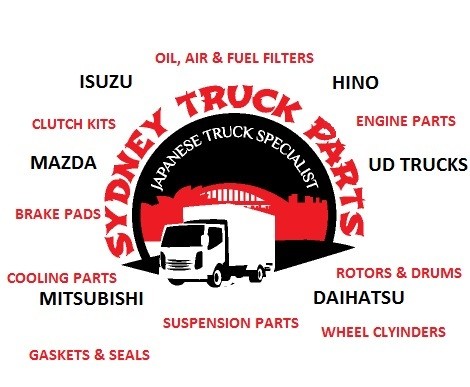 OIL, AIR & FUEL FILTERS
ISUZU
HINO
SYDNEY TRUCK PARTS
CLUTCH KITS
ENGINE PARTS
JAPANESE TRUCK SPECIALIST
MAZDA
UD TRUCKS
BRAKE PADS
COOLING PARTS
ROTORS & DRUMS
MITSUBISHI
DAIHATSU
SUSPENSION PARTS
WHEEL CLYINDERS
GASKETS & SEALS